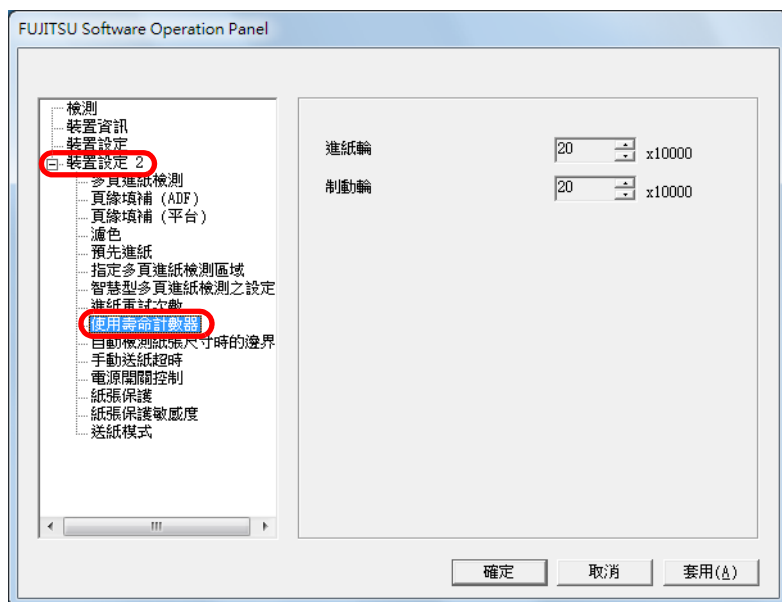 FUJITSU Software Operation Panel
檢測
裝置資訊
裝置設定
裝置設定 2
多頁進紙檢測
頁緣填補 (ADF)
頁緣填補 (平台)
濾色
預先進紙
指定多頁進紙檢測區域
智慧型多頁進紙檢測之設定
進紙重試次數
使用壽命計數器
自動檢測紙張尺寸時的邊界
手動送紙超時
電源開關控制
紙張保護
紙張保護敏感度
送紙模式
進紙輪 20 x10000
制動輪 20 x10000
確定 取消 套用(A)